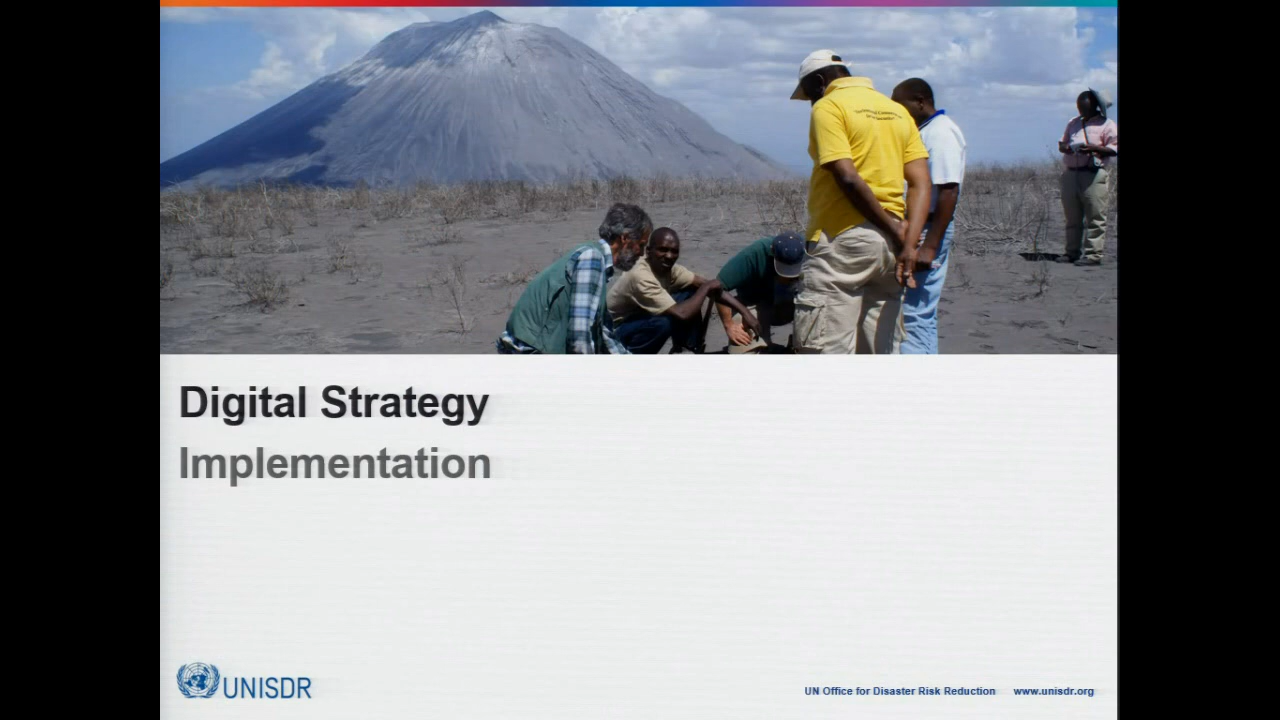 Digital Strategy
Implementation
UNISDR
UN Office for Disaster Risk Reduction www.unisdr.org